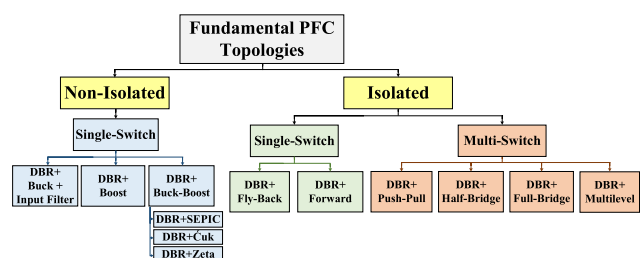 Fundamental PFC
Topologies
Non-Isolated
Isolated
Single-Switch
Single-Switch
Multi-Switch
DBR+
Buck +
Input Filter
DBR+
Boost
DBR+
Buck-Boost
DBR+
Fly-Back
DBR+
Forward
DBR+
Push-Pull
DBR+
Half-Bridge
DBR+
Full-Bridge
DBR+
Multilevel
DBR+SEPIC
DBR+Ćuk
DBR+Zeta